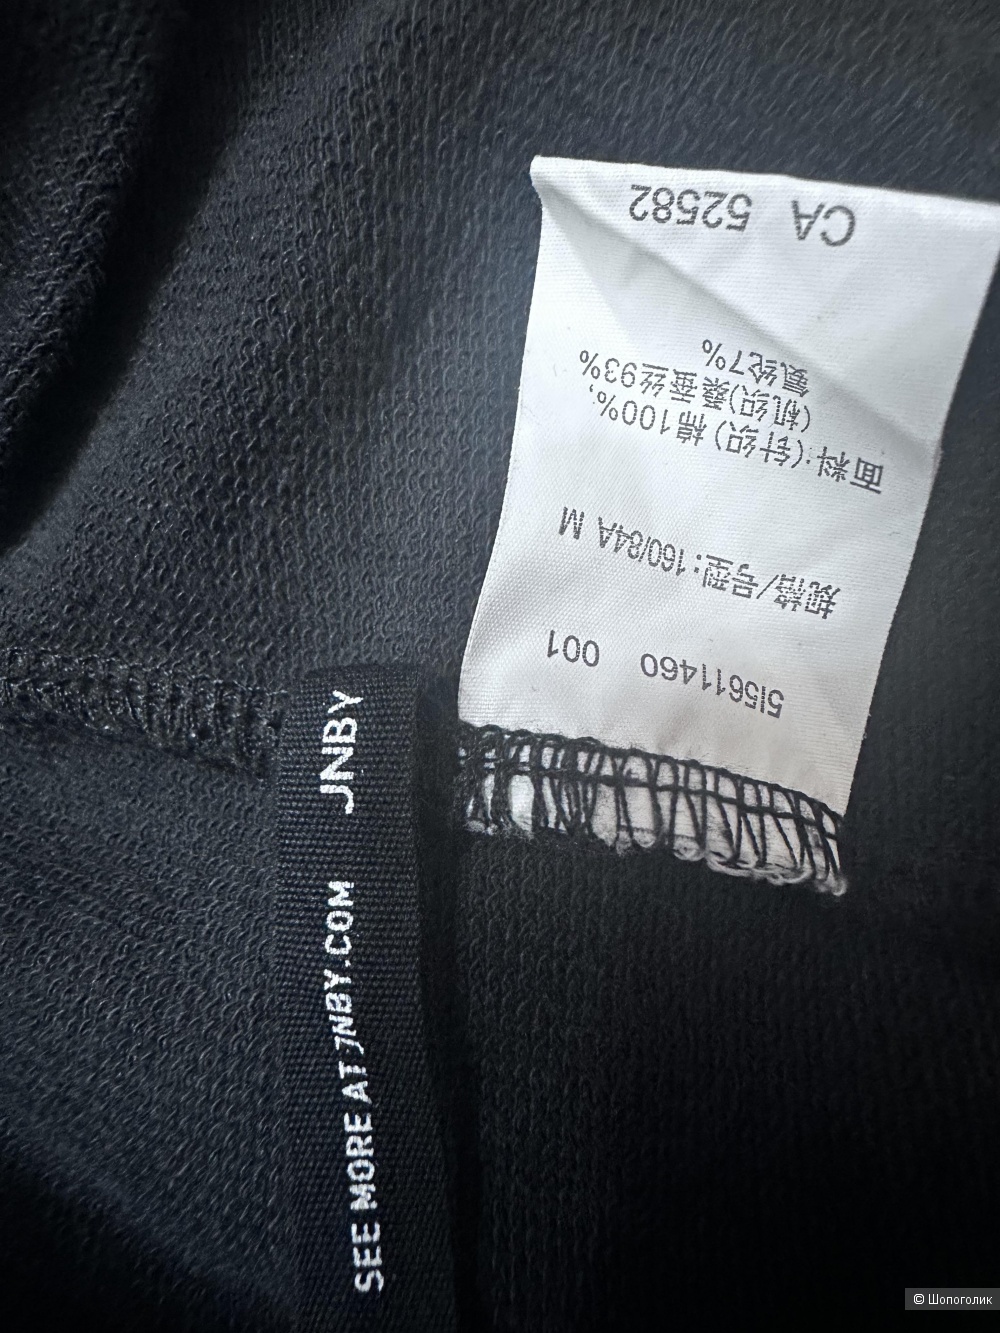 5I5611460 001
规格/号型:160/84A M
面料:(针织) 棉100%,
(机织)桑蚕丝93%
氨纶7%
CA 52582
JNBY
SEE MORE AT JNBY.COM
© Шопоголик